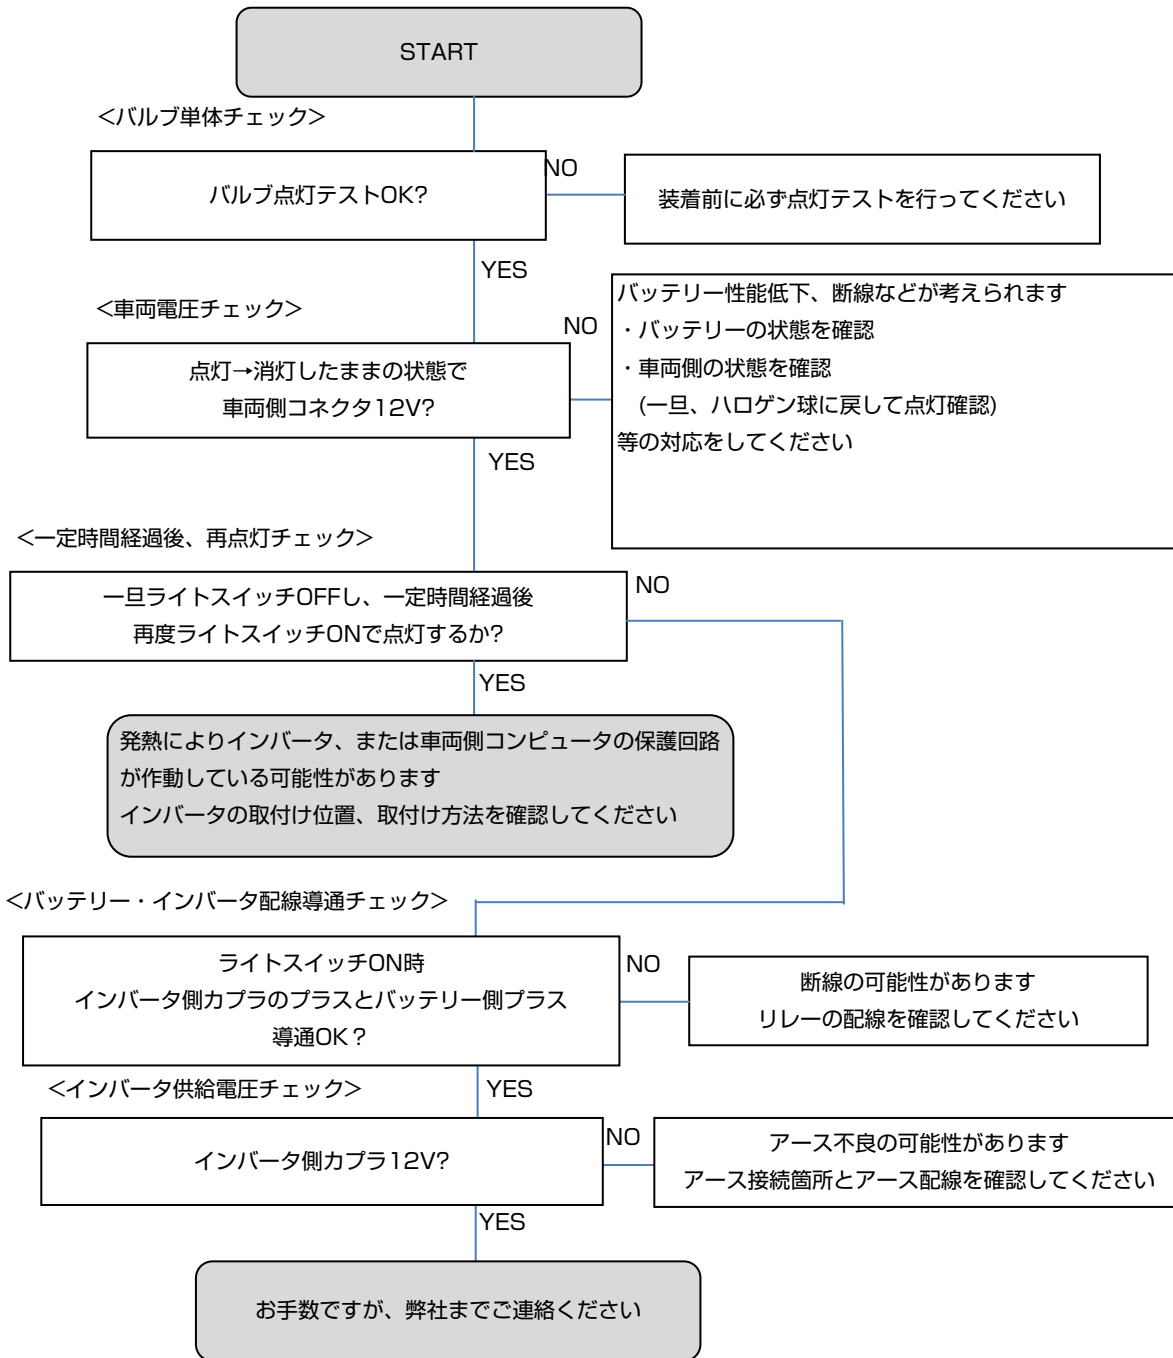 START
<バルブ単体チェック>
バルブ点灯テストOK?
NO
装着前に必ず点灯テストを行ってください
YES
<車両電圧チェック>
点灯→消灯したままの状態で
車両側コネクタ12V?
NO
バッテリー性能低下、断線などが考えられます
・バッテリーの状態を確認
・車両側の状態を確認
(一旦、ハロゲン球に戻して点灯確認)
等の対応をしてください
YES
<一定時間経過後、再点灯チェック>
一旦ライトスイッチOFFし、一定時間経過後
再度ライトスイッチONで点灯するか?
NO
YES
発熱によりインバータ、または車両側コンピュータの保護回路
が作動している可能性があります
インバータの取付け位置、取付け方法を確認してください
<バッテリー・インバータ配線導通チェック>
ライトスイッチON時
インバータ側カプラのプラスとバッテリー側プラス
導通OK？
NO
断線の可能性があります
リレーの配線を確認してください
YES
<インバータ供給電圧チェック>
インバータ側カプラ12V?
NO
アース不良の可能性があります
アース接続箇所とアース配線を確認してください
YES
お手数ですが、弊社までご連絡ください